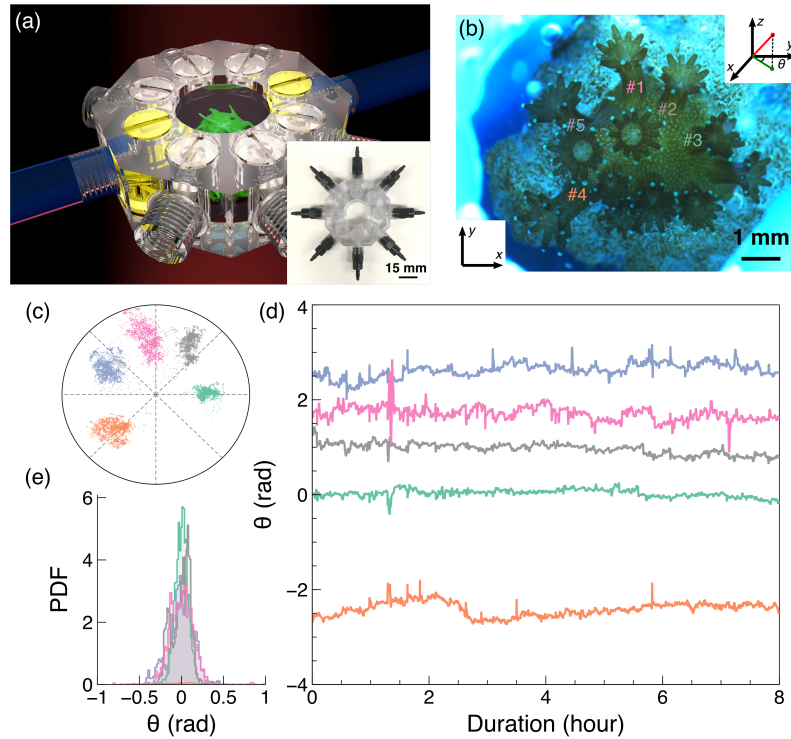 (a)
15 mm
(b)
#1
#2
#3
#4
#5
1 mm
z
y
x
θ
y
x
(c)
(d)
4
2
0
−2
−4
θ (rad)
0
2
4
6
8
Duration (hour)
(e)
6
4
2
0
PDF
−1
−0.5
0
0.5
1
θ (rad)